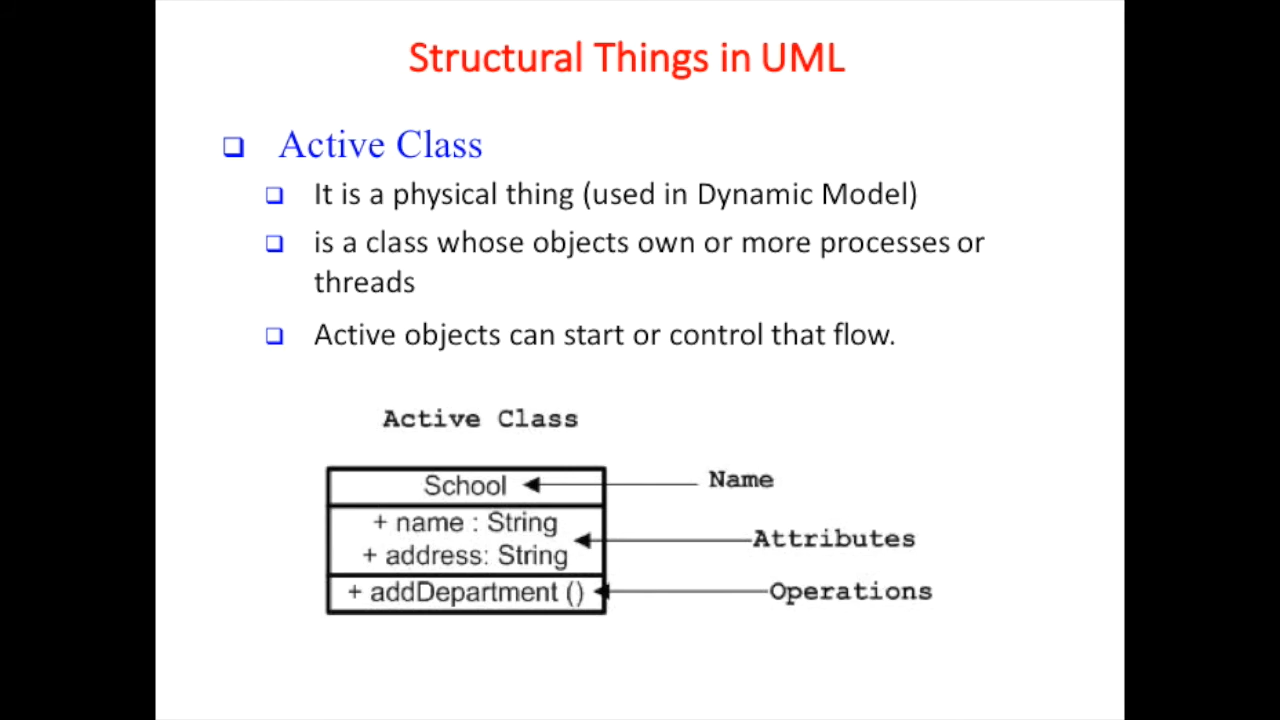 Structural Things in UML
Active Class
It is a physical thing (used in Dynamic Model)
is a class whose objects own or more processes or
threads
Active objects can start or control that flow.
Active Class
School
Name
+ name : String
+ address: String
Attributes
+ addDepartment ()
Operations